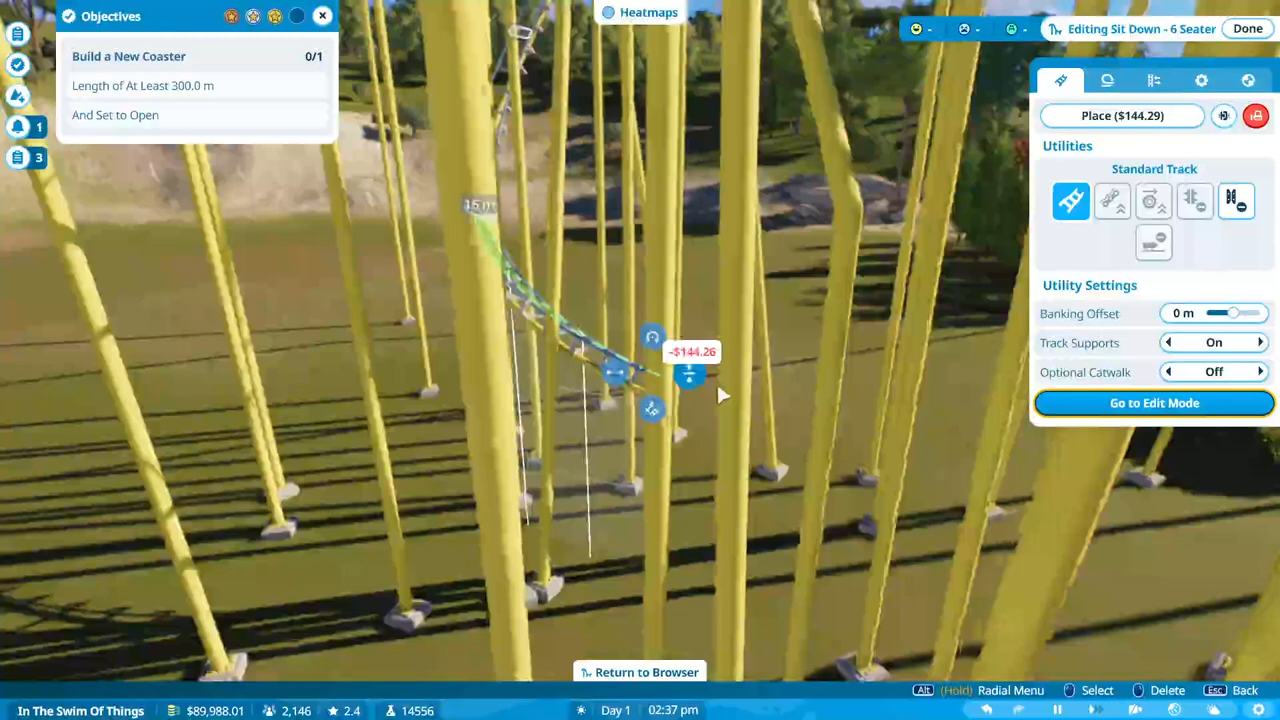 Objectives
Build a New Coaster 0/1
Length of At Least 300.0 m
And Set to Open
1
3
Heatmaps
- - -
Editing Sit Down - 6 Seater Done
Place ($144.29)
Utilities
Standard Track
Utility Settings
Banking Offset 0 m
Track Supports On
Optional Catwalk Off
Go to Edit Mode
15 m
-$144.26
Return to Browser
Alt (Hold) Radial Menu Select Delete Esc Back
In The Swim Of Things $89,988.01 2,146 2.4 14556 Day 1 02:37 pm